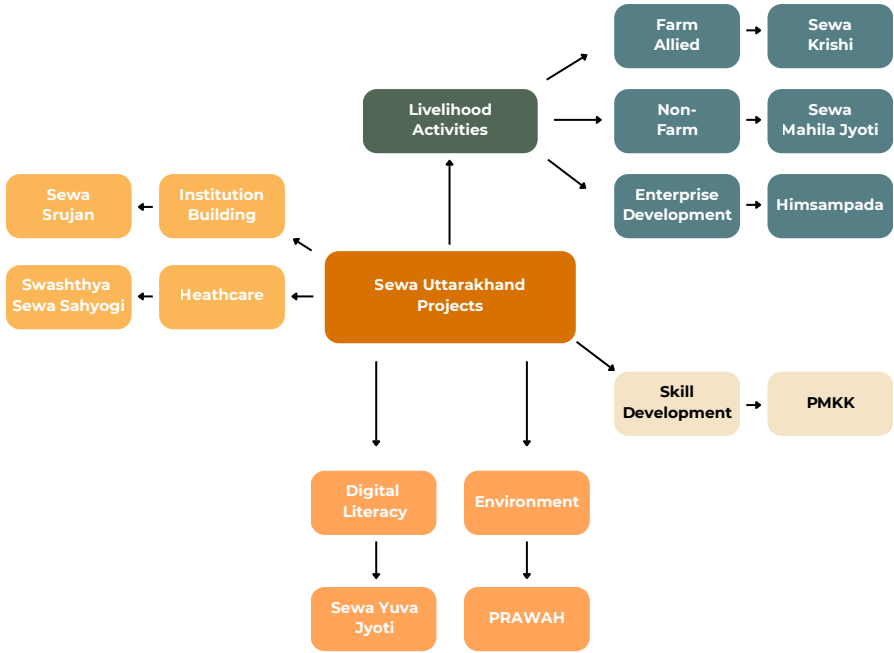 Farm
Allied
Sewa
Krishi
Livelihood
Activities
Non-
Farm
Sewa
Mahila Jyoti
Sewa
Srujan
Institution
Building
Enterprise
Development
Himsampada
Swashthya
Sewa Sahyogi
Heathcare
Sewa Uttarakhand
Projects
Skill
Development
PMKK
Digital
Literacy
Environment
Sewa Yuva
Jyoti
PRAWAH